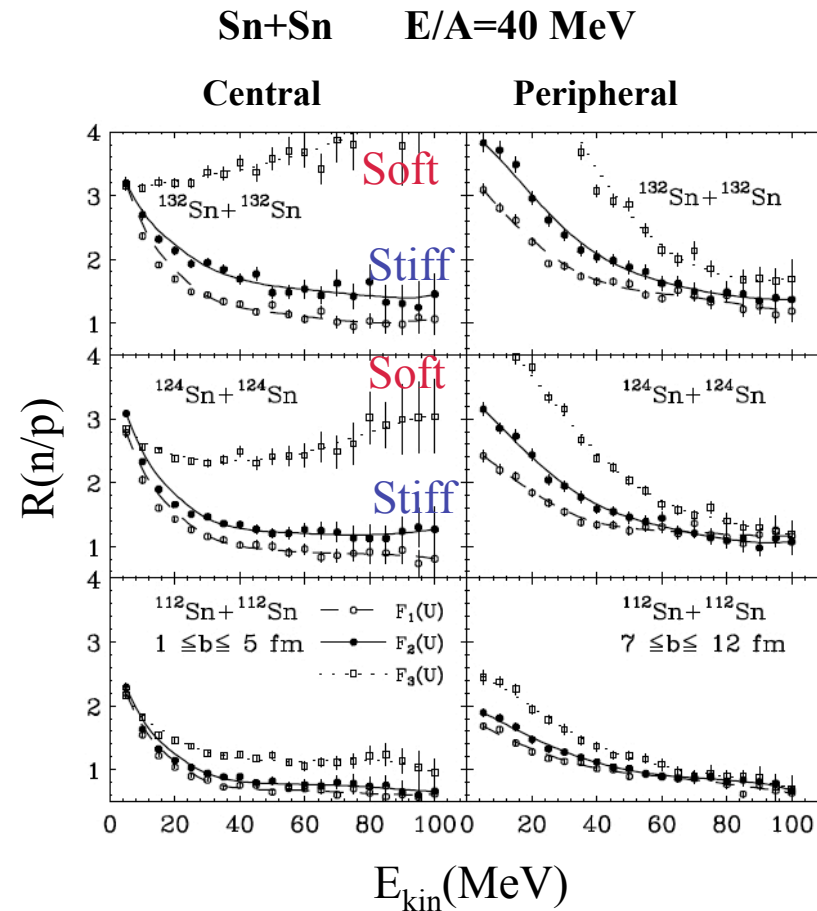 Sn+Sn E/A=40 MeV
Central Peripheral
4
3
2
1
Soft
¹³²Sn+¹³²Sn
Stiff
¹³²Sn+¹³²Sn
4
3
2
1
Soft
¹²⁴Sn+¹²⁴Sn
Stiff
¹²⁴Sn+¹²⁴Sn
4
3
2
1
¹¹²Sn+¹¹²Sn
1 ≤b≤ 5 fm
F₁(U)
F₂(U)
F₃(U)
¹¹²Sn+¹¹²Sn
7 ≤b≤ 12 fm
R(n/p)
0 20 40 60 80 100 0 20 40 60 80 100
E_kin(MeV)